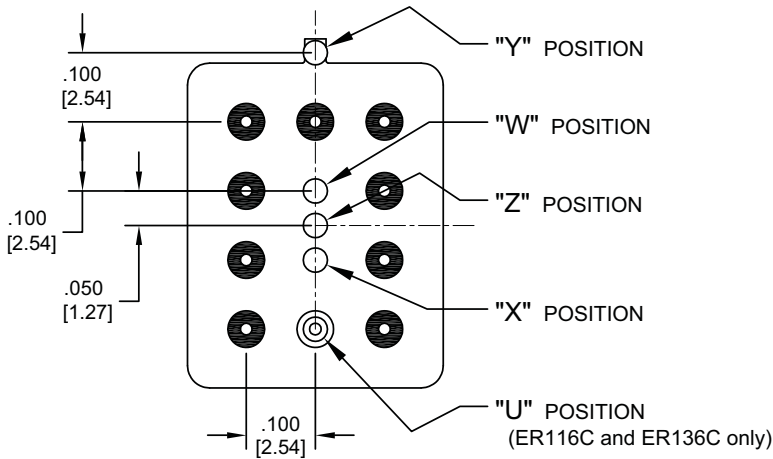 "Y" POSITION
.100
[2.54]
"W" POSITION
"Z" POSITION
.100
[2.54]
.050
[1.27]
"X" POSITION
"U" POSITION
(ER116C and ER136C only)
.100
[2.54]